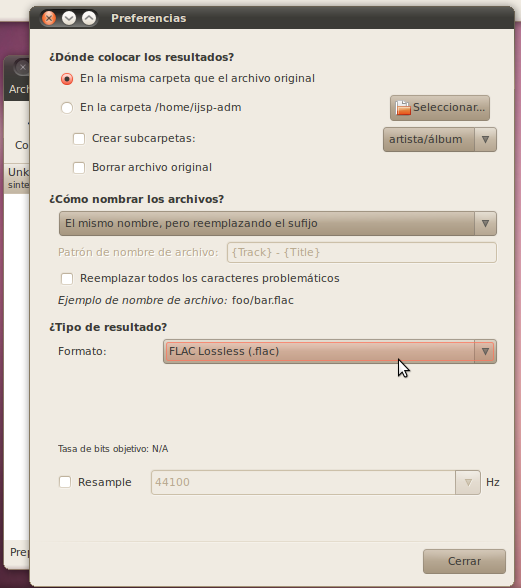 Preferencias
¿Dónde colocar los resultados?
En la misma carpeta que el archivo original
En la carpeta /home/ijsp-adm
Seleccionar...
Crear subcarpetas:
artista/álbum
Borrar archivo original
¿Cómo nombrar los archivos?
El mismo nombre, pero reemplazando el sufijo
Patrón de nombre de archivo:
{Track} - {Title}
Reemplazar todos los caracteres problemáticos
Ejemplo de nombre de archivo: foo/bar.flac
¿Tipo de resultado?
Formato:
FLAC Lossless (.flac)
Tasa de bits objetivo: N/A
Resample
44100
Hz
Cerrar
Arch
Co
Unk
sinte
Prep